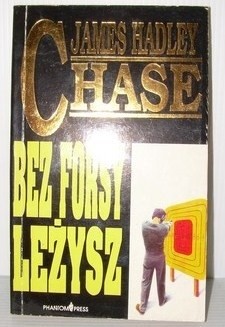 JAMES HADLEY
CHASE
BEZ FORSY
LEŻYSZ
PHANTOM PRESS